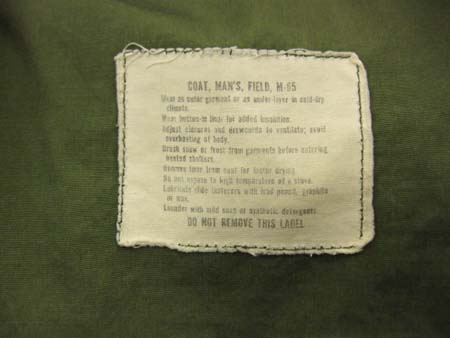 COAT, MAN'S, FIELD, M-65
Wear as outer garment or as under-layer in cold-dry
climate.
Wear button-in liner for added insulation.
Adjust closures and drawcords to ventilate; avoid
overheating of body.
Brush snow or frost from garments before entering
heated shelters.
Remove liner from coat for faster drying.
Do not expose to high temperature of a stove.
Lubricate slide fasteners with lead pencil, graphite
or wax.
Launder with mild soap or synthetic detergents.
DO NOT REMOVE THIS LABEL